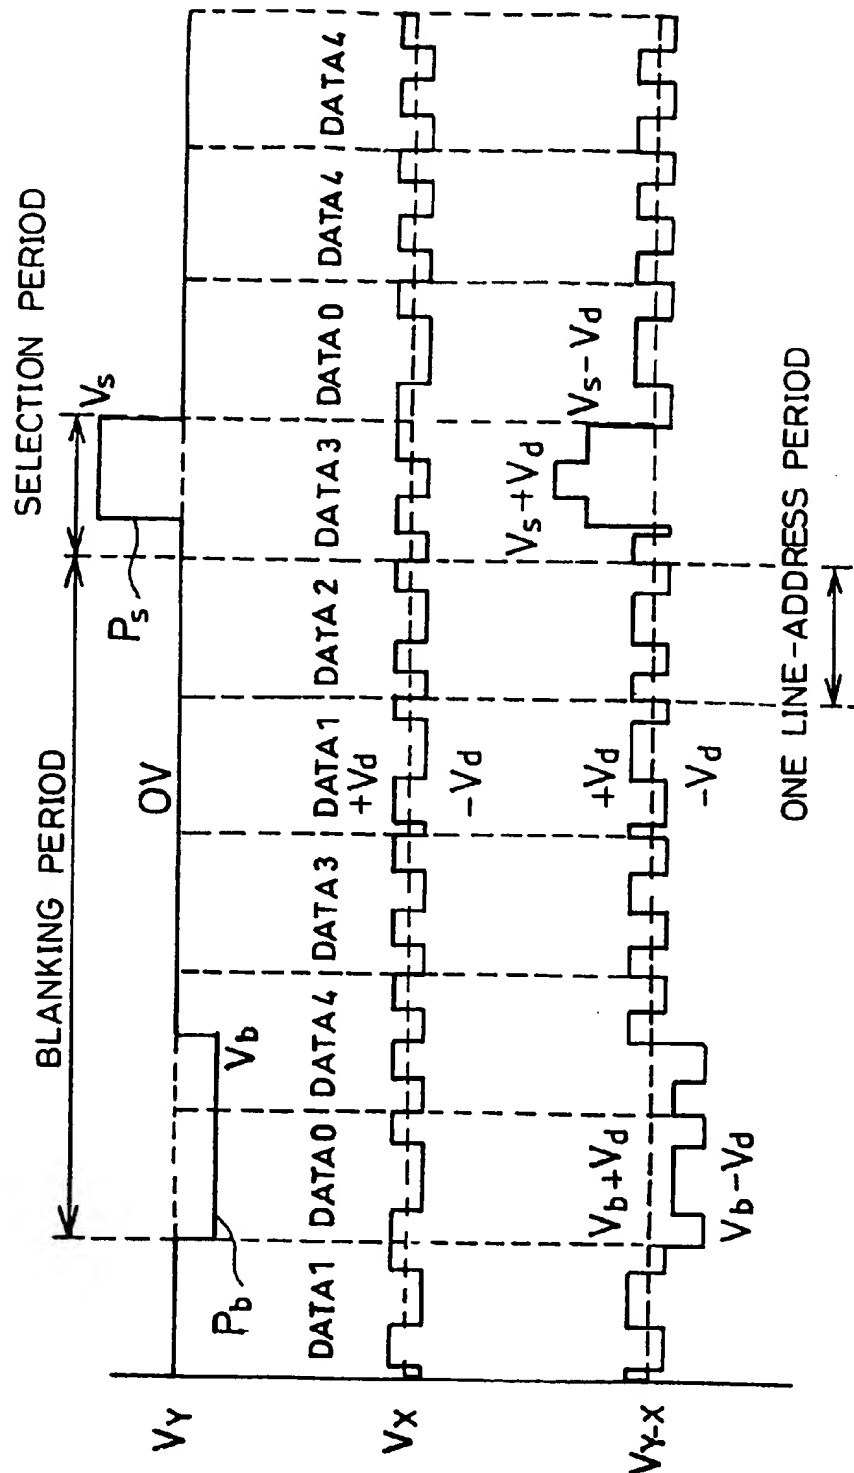 BLANKING PERIOD
SELECTION PERIOD
VY
Pb
Vb
0V
Ps
Vs
DATA1 DATA0 DATA4 DATA3 DATA1 DATA2 DATA3 DATA0 DATA4 DATA4
VX
+Vd
-Vd
VY-X
Vb+Vd
Vb-Vd
+Vd
-Vd
Vs+Vd
Vs-Vd
ONE LINE-ADDRESS PERIOD